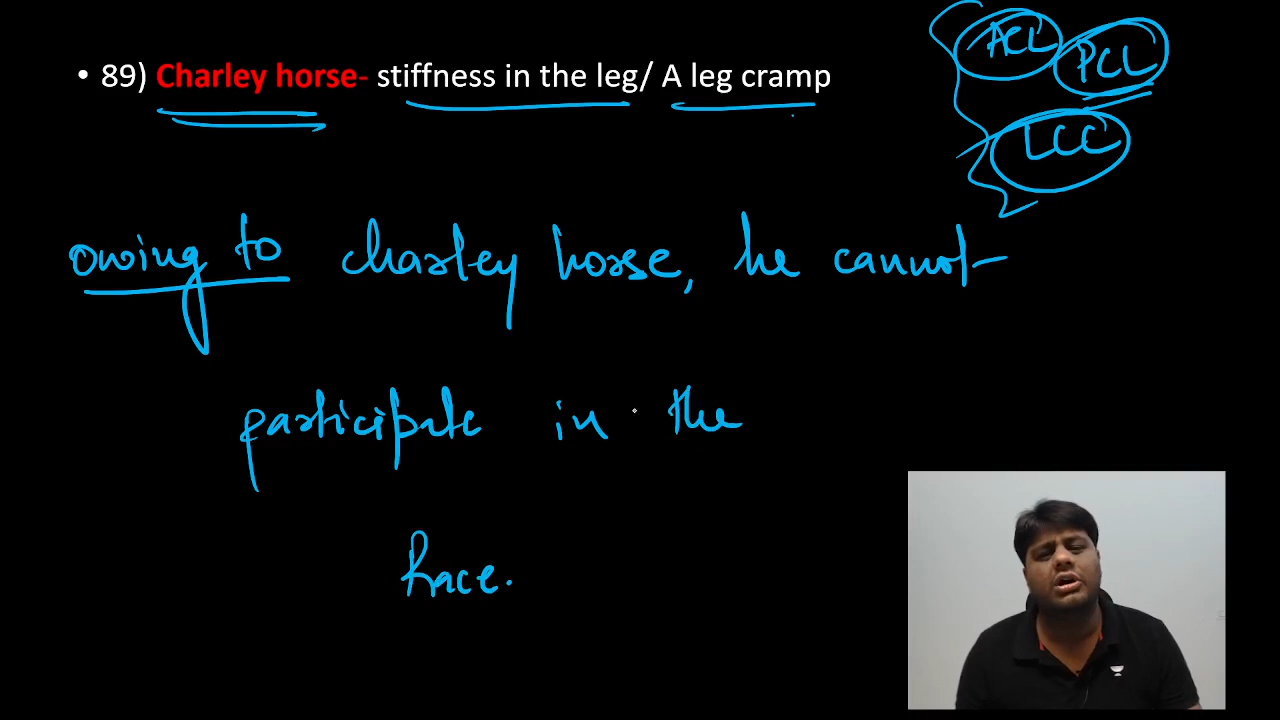 • 89) Charley horse- stiffness in the leg/ A leg cramp
ACL PCL
LCC
owing to charley horse, he cannot
participate in the
race.